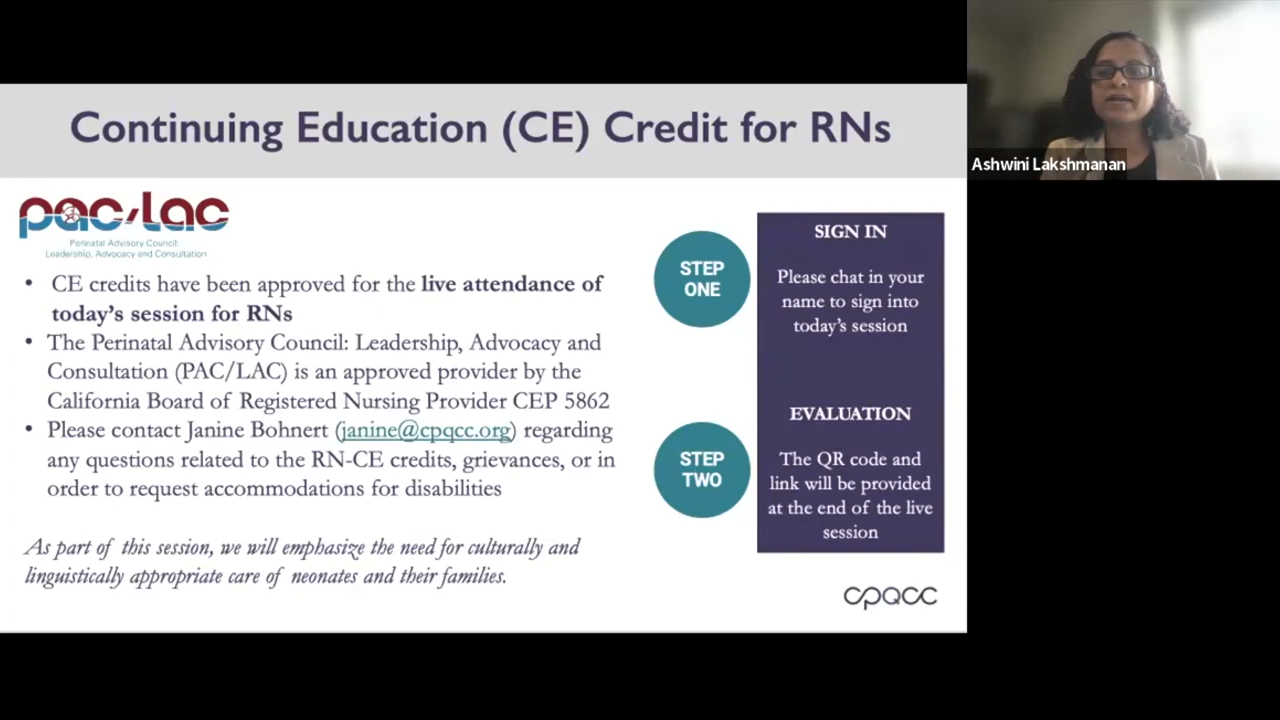 Continuing Education (CE) Credit for RNs
pac/lac
Perinatal Advisory Council:
Leadership, Advocacy and Consultation
• CE credits have been approved for the live attendance of
today's session for RNs
• The Perinatal Advisory Council: Leadership, Advocacy and
Consultation (PAC/LAC) is an approved provider by the
California Board of Registered Nursing Provider CEP 5862
• Please contact Janine Bohnert (janine@cpqcc.org) regarding
any questions related to the RN-CE credits, grievances, or in
order to request accommodations for disabilities
As part of this session, we will emphasize the need for culturally and
linguistically appropriate care of neonates and their families.
STEP
ONE
SIGN IN
Please chat in your
name to sign into
today's session
STEP
TWO
EVALUATION
The QR code and
link will be provided
at the end of the live
session
cpqcc
Ashwini Lakshmanan